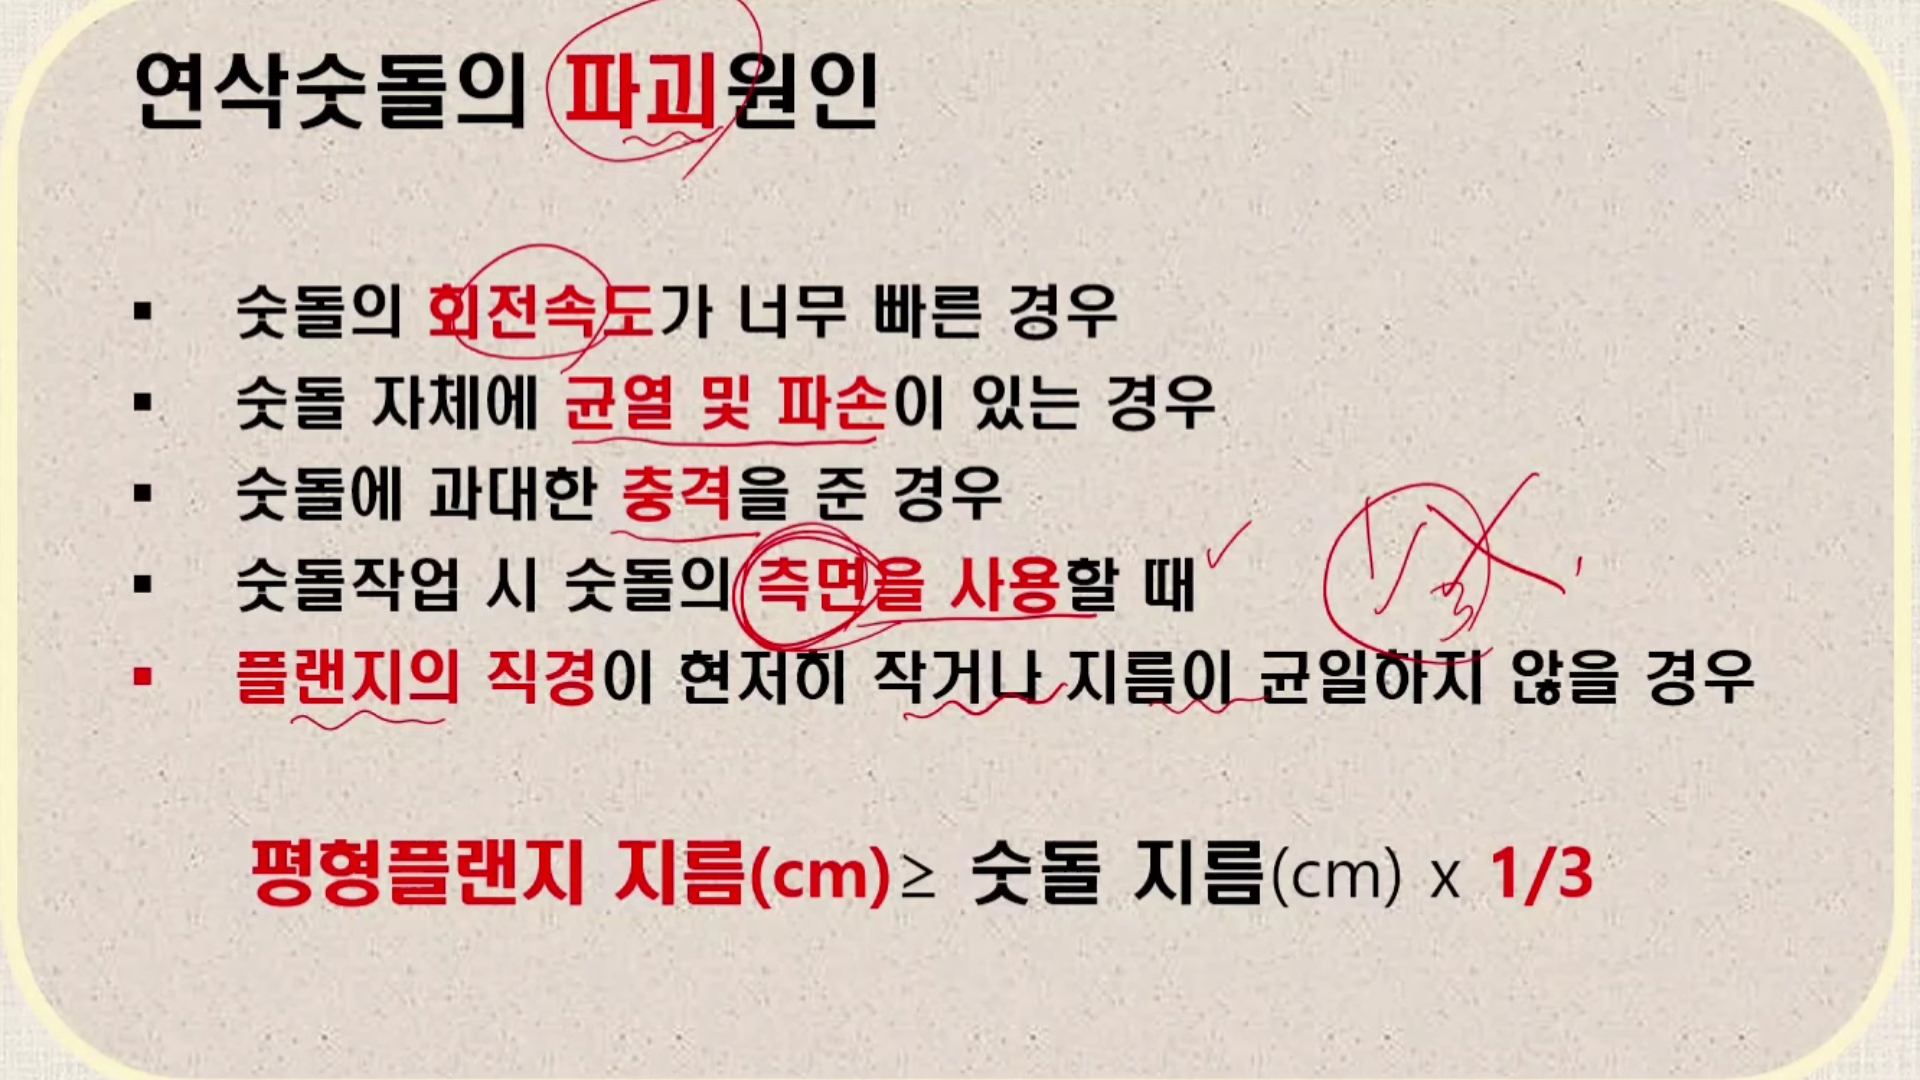 연삭숫돌의 파괴원인
▪ 숫돌의 회전속도가 너무 빠른 경우
▪ 숫돌 자체에 균열 및 파손이 있는 경우
▪ 숫돌에 과대한 충격을 준 경우
▪ 숫돌작업 시 숫돌의 측면을 사용할 때
▪ 플랜지의 직경이 현저히 작거나 지름이 균일하지 않을 경우
평형플랜지 지름(cm)≥ 숫돌 지름(cm) x 1/3